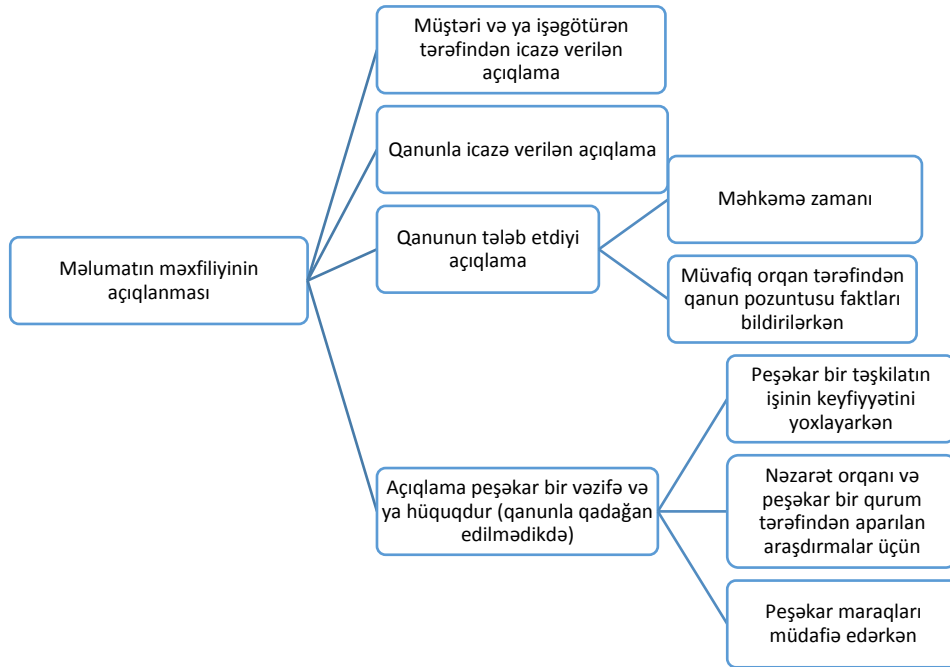 Müştəri və ya işəgötürən
tərəfindən icazə verilən
açıqlama
Qanunla icazə verilən açıqlama
Məhkəmə zamanı
Qanunun tələb etdiyi
açıqlama
Məlumatın məxfiliyinin
açıqlanması
Müvafiq orqan tərəfindən
qanun pozuntusu faktları
bildirilərkən
Peşəkar bir təşkilatın
işinin keyfiyyətini
yoxlayarkən
Açıqlama peşəkar bir vəzifə və
ya hüquqdur (qanunla qadağan
edilmədikdə)
Nəzarət orqanı və
peşəkar bir qurum
tərəfindən aparılan
araşdırmalar üçün
Peşəkar maraqları
müdafiə edərkən